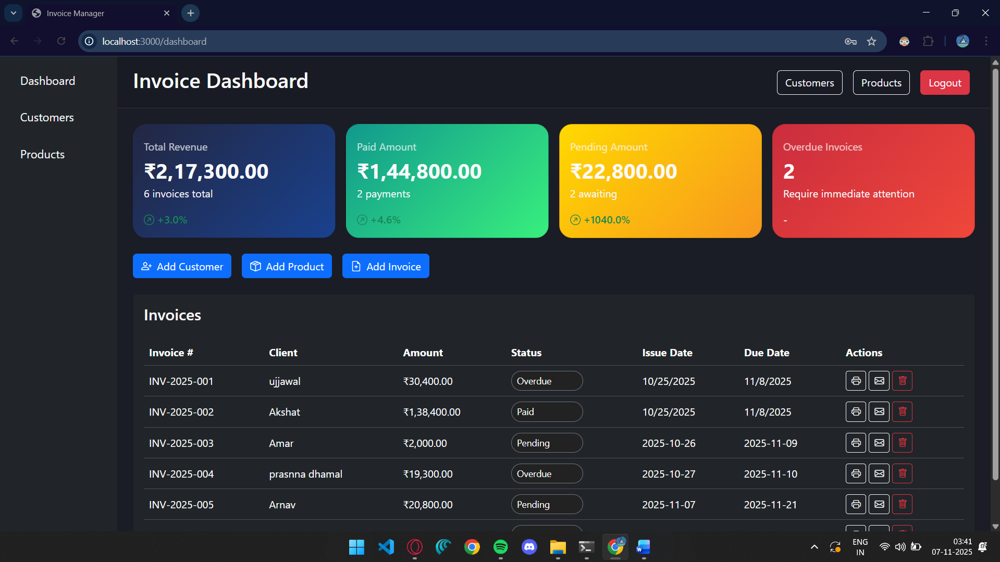 Invoice Manager
localhost:3000/dashboard
Dashboard
Customers
Products
Invoice Dashboard
Customers
Products
Logout
Total Revenue
₹2,17,300.00
6 invoices total
+3.0%
Paid Amount
₹1,44,800.00
2 payments
+4.6%
Pending Amount
₹22,800.00
2 awaiting
+1040.0%
Overdue Invoices
2
Require immediate attention
-
Add Customer
Add Product
Add Invoice
Invoices
Invoice # Client Amount Status Issue Date Due Date Actions
INV-2025-001 ujjawal ₹30,400.00 Overdue 10/25/2025 11/8/2025
INV-2025-002 Akshat ₹1,38,400.00 Paid 10/25/2025 11/8/2025
INV-2025-003 Amar ₹2,000.00 Pending 2025-10-26 2025-11-09
INV-2025-004 prasnna dhamal ₹19,300.00 Overdue 2025-10-27 2025-11-10
INV-2025-005 Arnav ₹20,800.00 Pending 2025-11-07 2025-11-21
W
ENG
IN
03:41
07-11-2025